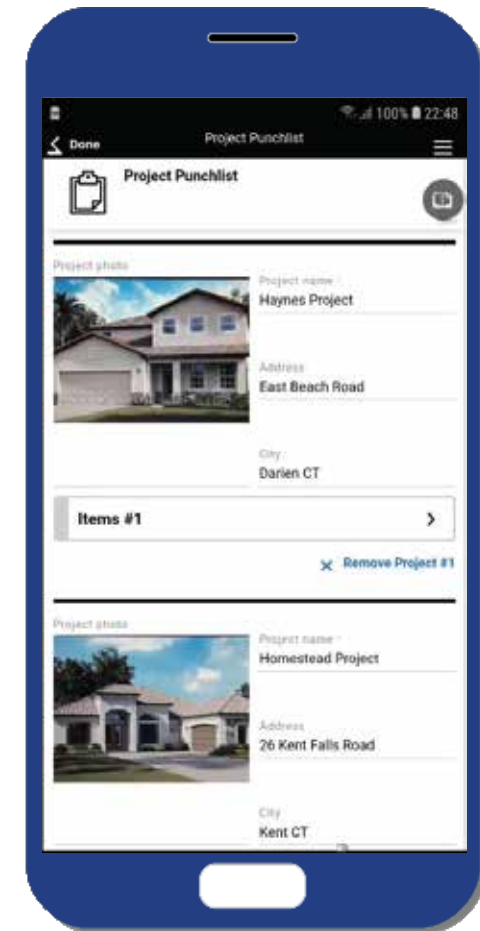 100% 22:48
Done
Project Punchlist
Project Punchlist
Project photo
Project name *
Haynes Project
Address
East Beach Road
City
Darien CT
Items #1
Remove Project #1
Project photo
Project name *
Homestead Project
Address
26 Kent Falls Road
City
Kent CT